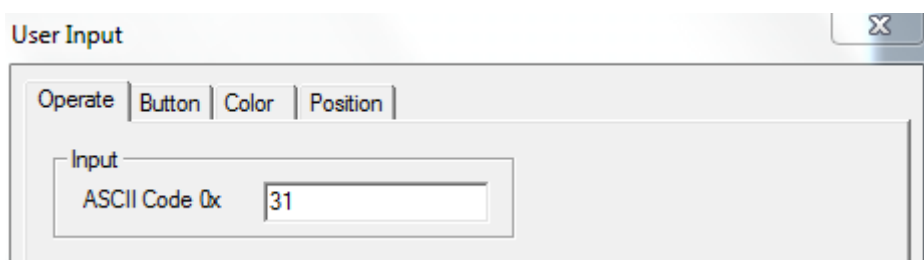 User Input
Operate Button Color Position
Input
ASCII Code 0x 31